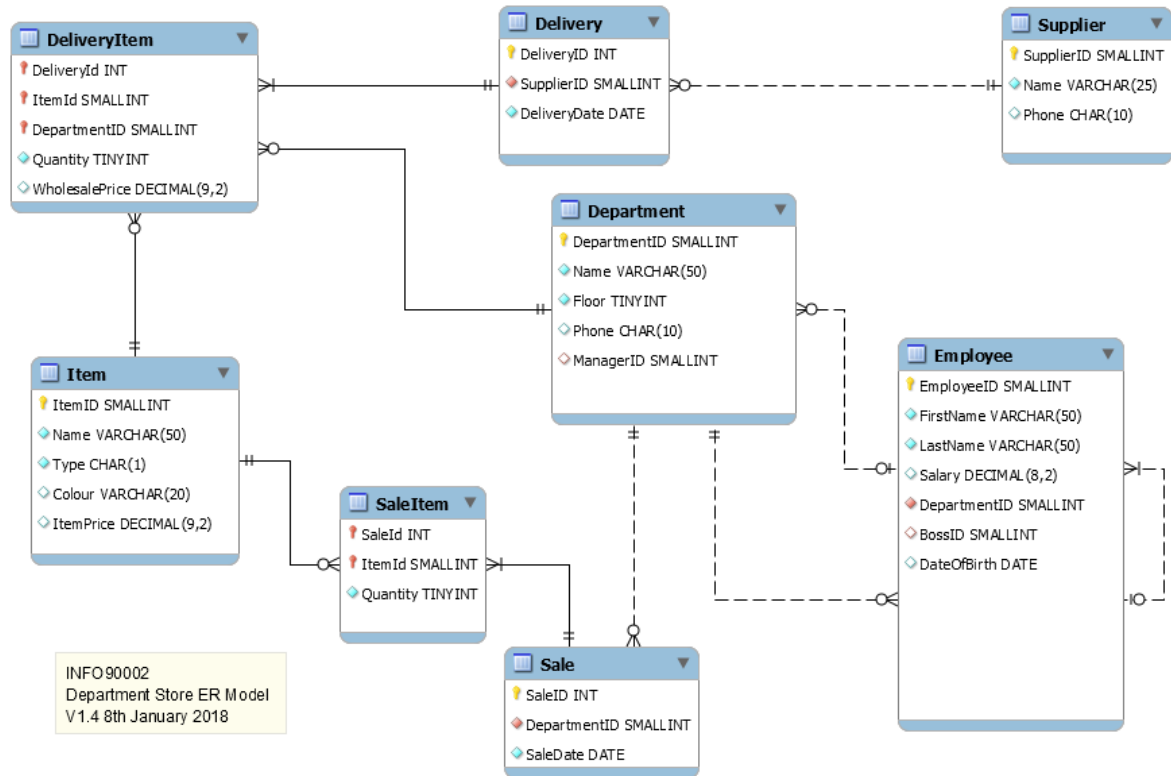 DeliveryItem
DeliveryId INT
ItemId SMALLINT
DepartmentID SMALLINT
Quantity TINYINT
WholesalePrice DECIMAL(9,2)
Delivery
DeliveryID INT
SupplierID SMALLINT
DeliveryDate DATE
Supplier
SupplierID SMALLINT
Name VARCHAR(25)
Phone CHAR(10)
Department
DepartmentID SMALLINT
Name VARCHAR(50)
Floor TINYINT
Phone CHAR(10)
ManagerID SMALLINT
Item
ItemID SMALLINT
Name VARCHAR(50)
Type CHAR(1)
Colour VARCHAR(20)
ItemPrice DECIMAL(9,2)
Employee
EmployeeID SMALLINT
FirstName VARCHAR(50)
LastName VARCHAR(50)
Salary DECIMAL(8,2)
DepartmentID SMALLINT
BossID SMALLINT
DateOfBirth DATE
SaleItem
SaleId INT
ItemId SMALLINT
Quantity TINYINT
Sale
SaleID INT
DepartmentID SMALLINT
SaleDate DATE
INFO90002
Department Store ER Model
V1.4 8th January 2018